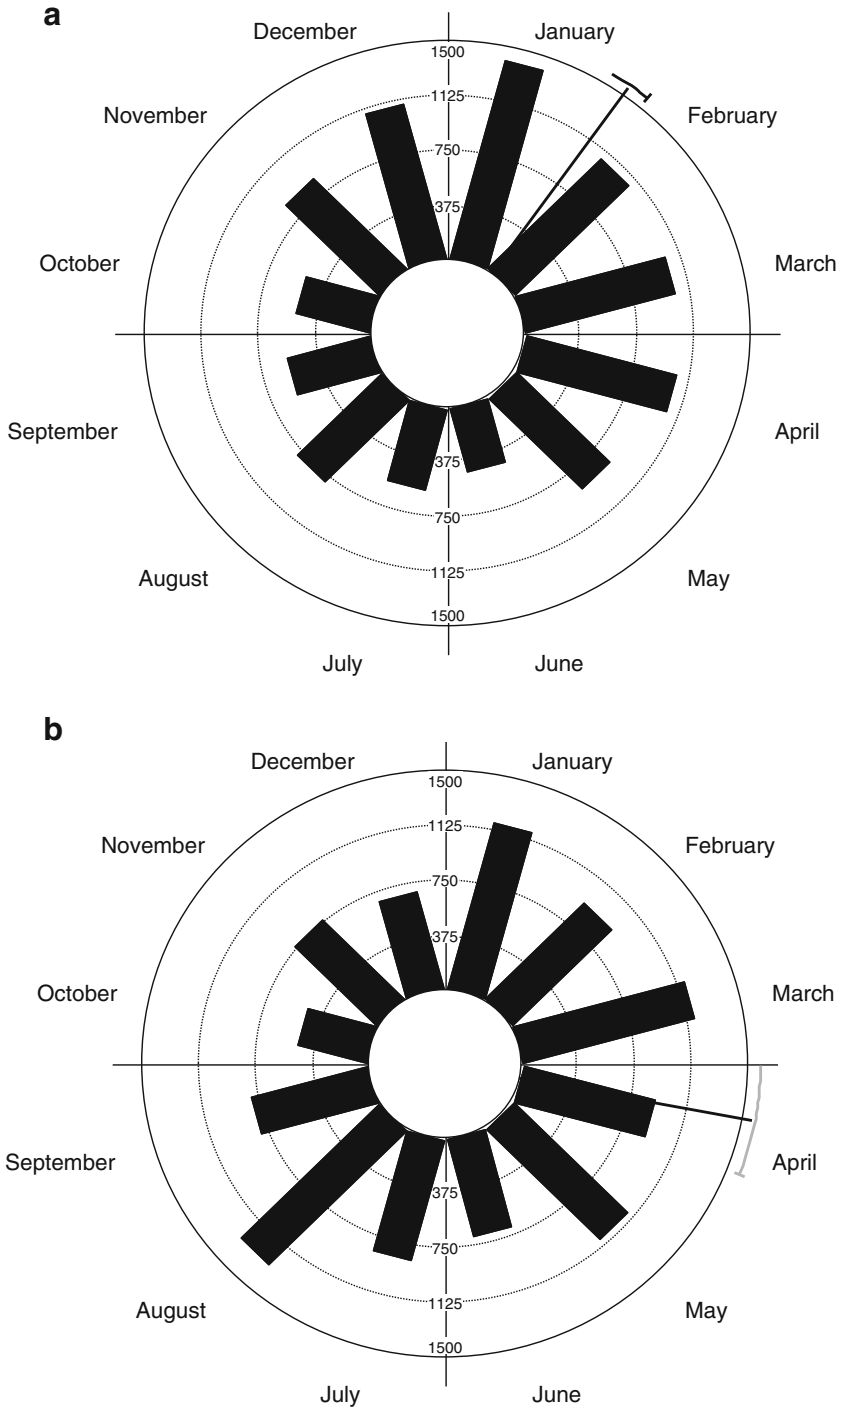 a
December
January
1500
November
1125
February
750
375
October
March
September
375
April
750
August
1125
May
1500
July
June
b
December
January
1500
November
1125
February
750
375
October
March
September
April
375
750
August
1125
May
1500
July
June